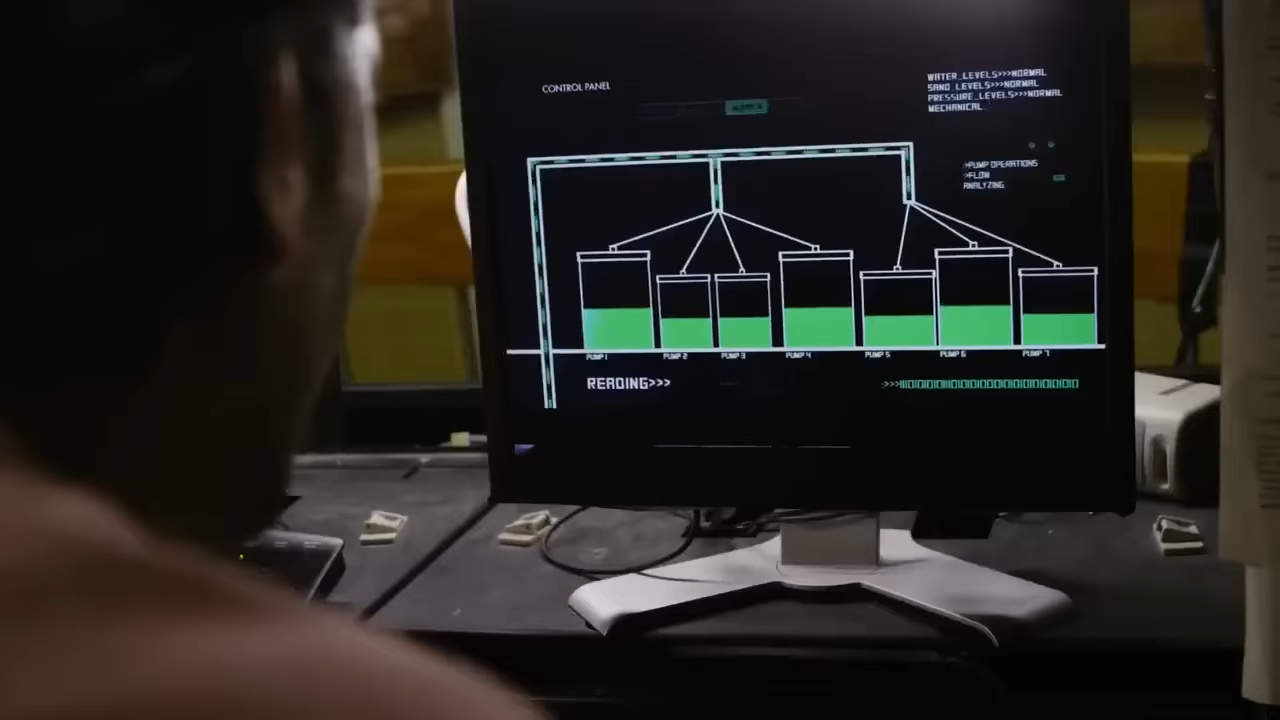 CONTROL PANEL
WATER_LEVELS>>>NORMAL
SAND_LEVELS>>>NORMAL
PRESSURE_LEVELS>>>NORMAL
MECHANICAL
>PUMP OPERATIONS
>FLOW
ANALYZING
PUMP 1
PUMP 2
PUMP 3
PUMP 4
PUMP 5
PUMP 6
PUMP 7
READING>>>